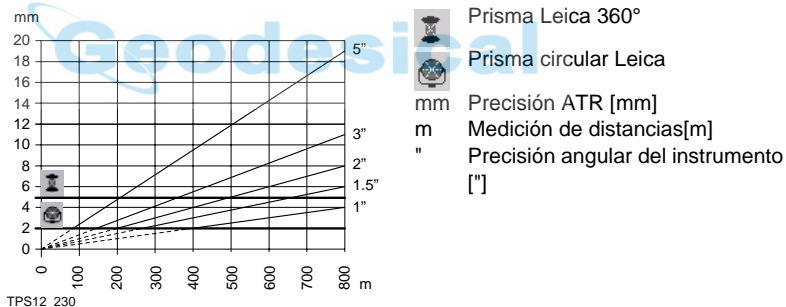 mm
Geodesical
20
18
16
14
12
10
8
6
4
2
0
5”
3”
2”
1.5”
1”
0
100
200
300
400
500
600
700
800
m
TPS12_230
Prisma Leica 360°
Prisma circular Leica
mm Precisión ATR [mm]
m Medición de distancias[m]
" Precisión angular del instrumento
["]